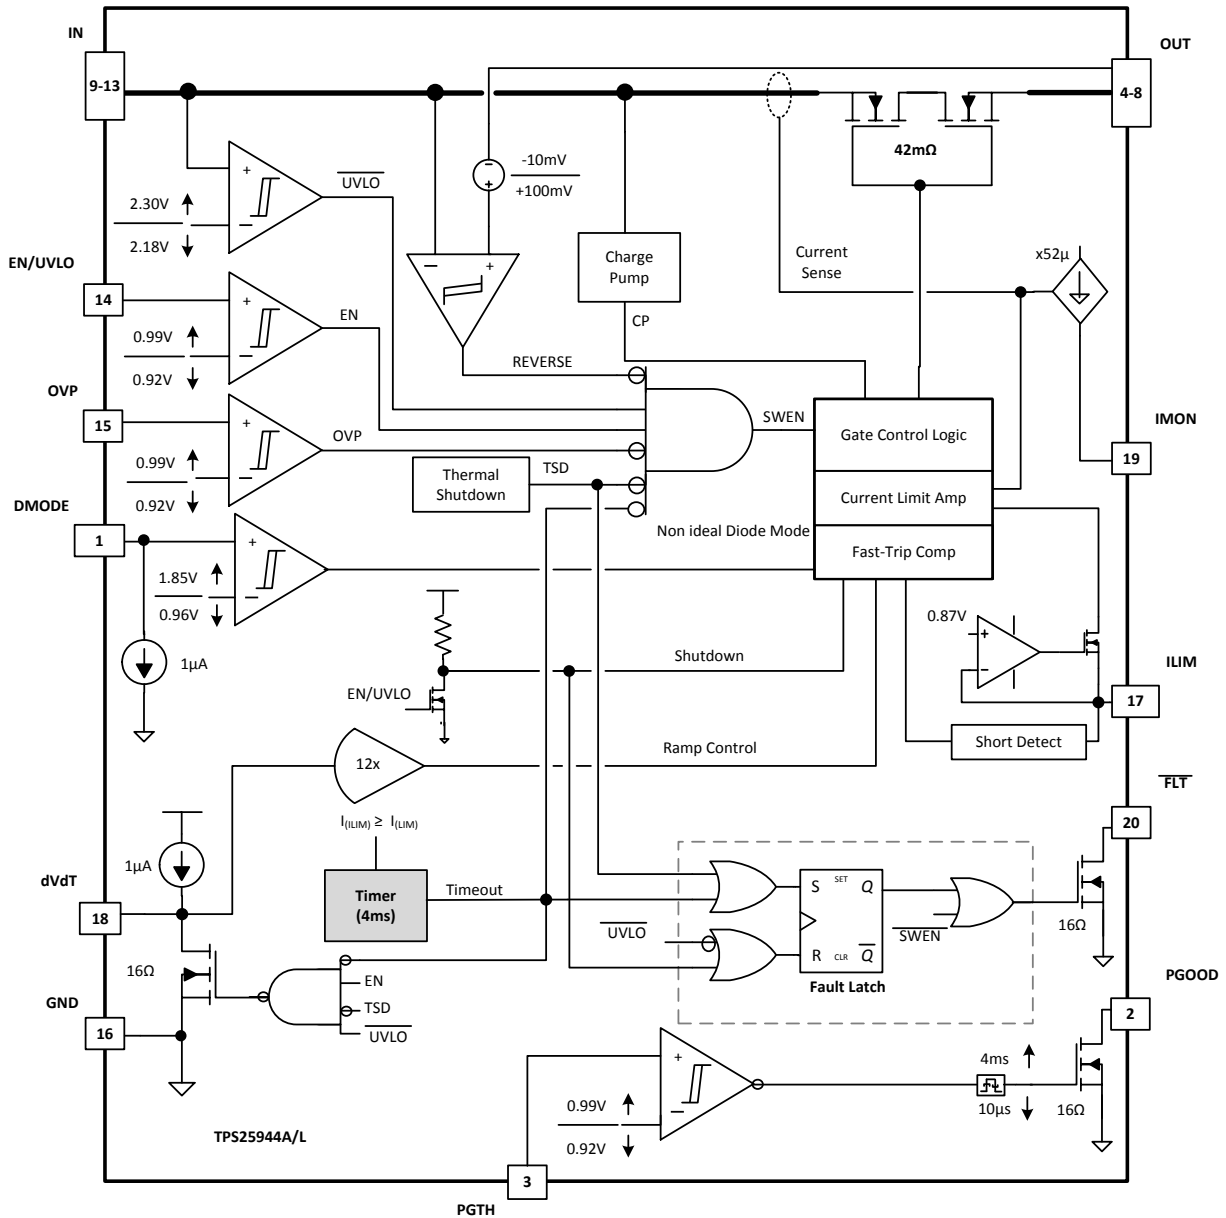 IN
OUT
9-13
4-8
42mΩ
-10mV
+100mV
UVLO
2.30V
2.18V
Charge
Pump
Current
Sense
x52µ
EN/UVLO
14
EN
0.99V
0.92V
CP
REVERSE
OVP
15
OVP
0.99V
0.92V
SWEN
Gate Control Logic
IMON
19
Thermal
Shutdown
TSD
Current Limit Amp
DMODE
1
Non ideal Diode Mode
Fast-Trip Comp
1.85V
0.96V
1µA
0.87V
Shutdown
EN/UVLO
ILIM
17
Short Detect
12x
Ramp Control
I(ILIM) ≥ I(LIM)
FLT
20
1µA
dVdT
18
Timer
(4ms)
Timeout
S
SET
Q
UVLO
SWEN
R
CLR
Q
Fault Latch
16Ω
16Ω
EN
TSD
UVLO
GND
16
PGOOD
2
4ms
10µs
16Ω
0.99V
0.92V
TPS25944A/L
3
PGTH